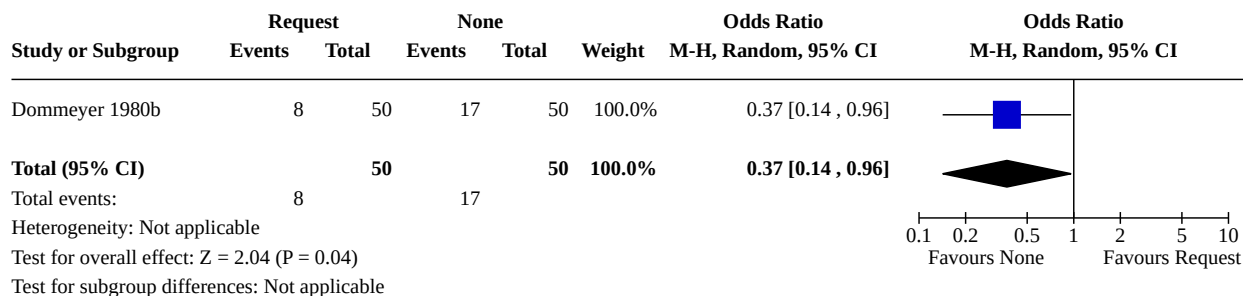 Request None Odds Ratio Odds Ratio
Study or Subgroup Events Total Events Total Weight M-H, Random, 95% CI M-H, Random, 95% CI
Dommeyer 1980b 8 50 17 50 100.0% 0.37 [0.14 , 0.96]
Total (95% CI) 50 50 100.0% 0.37 [0.14 , 0.96]
Total events: 8 17
Heterogeneity: Not applicable
0.1 0.2 0.5 1 2 5 10
Test for overall effect: Z = 2.04 (P = 0.04) Favours None Favours Request
Test for subgroup differences: Not applicable